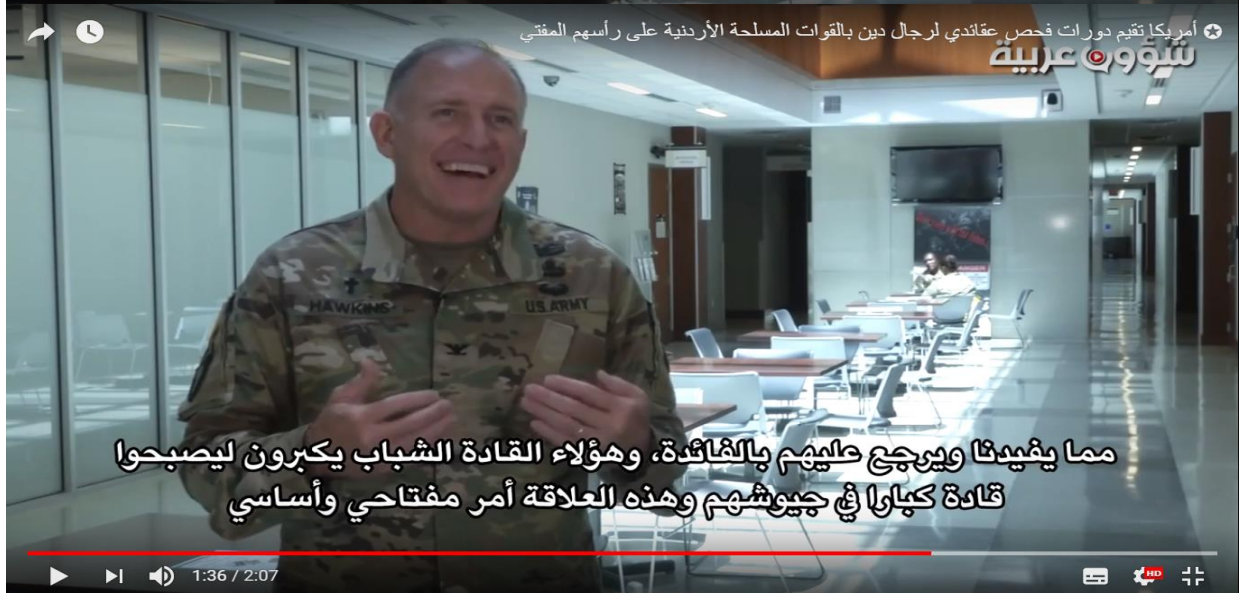 أمريكا تقيم دورات فحص عقائدي لرجال دين بالقوات المسلحة الأردنية على رأسهم المفتي
شؤون عربية
HAWKINS
U.S. ARMY
مما يفيدنا ويرجع عليهم بالفائدة، وهؤلاء القادة الشباب يكبرون ليصبحوا
قادة كبارا في جيوشهم وهذه العلاقة أمر مفتاحي وأساسي
1:36 / 2:07
HD